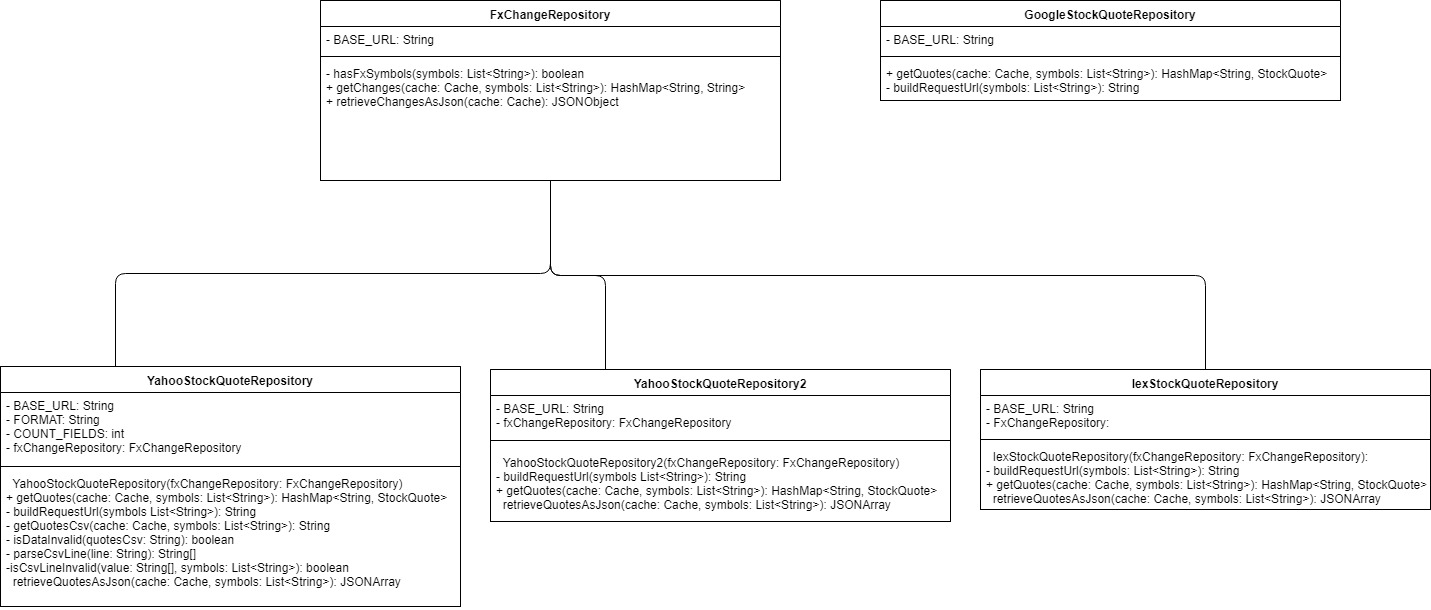 FxChangeRepository
- BASE_URL: String
- hasFxSymbols(symbols: List<String>): boolean
+ getChanges(cache: Cache, symbols: List<String>): HashMap<String, String>
+ retrieveChangesAsJson(cache: Cache): JSONObject
GoogleStockQuoteRepository
- BASE_URL: String
+ getQuotes(cache: Cache, symbols: List<String>): HashMap<String, StockQuote>
- buildRequestUrl(symbols: List<String>): String
YahooStockQuoteRepository
- BASE_URL: String
- FORMAT: String
- COUNT_FIELDS: int
- fxChangeRepository: FxChangeRepository
YahooStockQuoteRepository(fxChangeRepository: FxChangeRepository)
+ getQuotes(cache: Cache, symbols: List<String>): HashMap<String, StockQuote>
- buildRequestUrl(symbols List<String>): String
- getQuotesCsv(cache: Cache, symbols: List<String>): String
- isDataInvalid(quotesCsv: String): boolean
- parseCsvLine(line: String): String[]
-isCsvLineInvalid(value: String[], symbols: List<String>): boolean
retrieveQuotesAsJson(cache: Cache, symbols: List<String>): JSONArray
YahooStockQuoteRepository2
- BASE_URL: String
- fxChangeRepository: FxChangeRepository
YahooStockQuoteRepository2(fxChangeRepository: FxChangeRepository)
- buildRequestUrl(symbols List<String>): String
+ getQuotes(cache: Cache, symbols: List<String>): HashMap<String, StockQuote>
retrieveQuotesAsJson(cache: Cache, symbols: List<String>): JSONArray
IexStockQuoteRepository
- BASE_URL: String
- FxChangeRepository:
IexStockQuoteRepository(fxChangeRepository: FxChangeRepository):
- buildRequestUrl(symbols: List<String>): String
+ getQuotes(cache: Cache, symbols: List<String>): HashMap<String, StockQuote>
retrieveQuotesAsJson(cache: Cache, symbols: List<String>): JSONArray